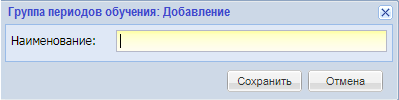 Группа периодов обучения: Добавление
Наименование:
Сохранить Отмена